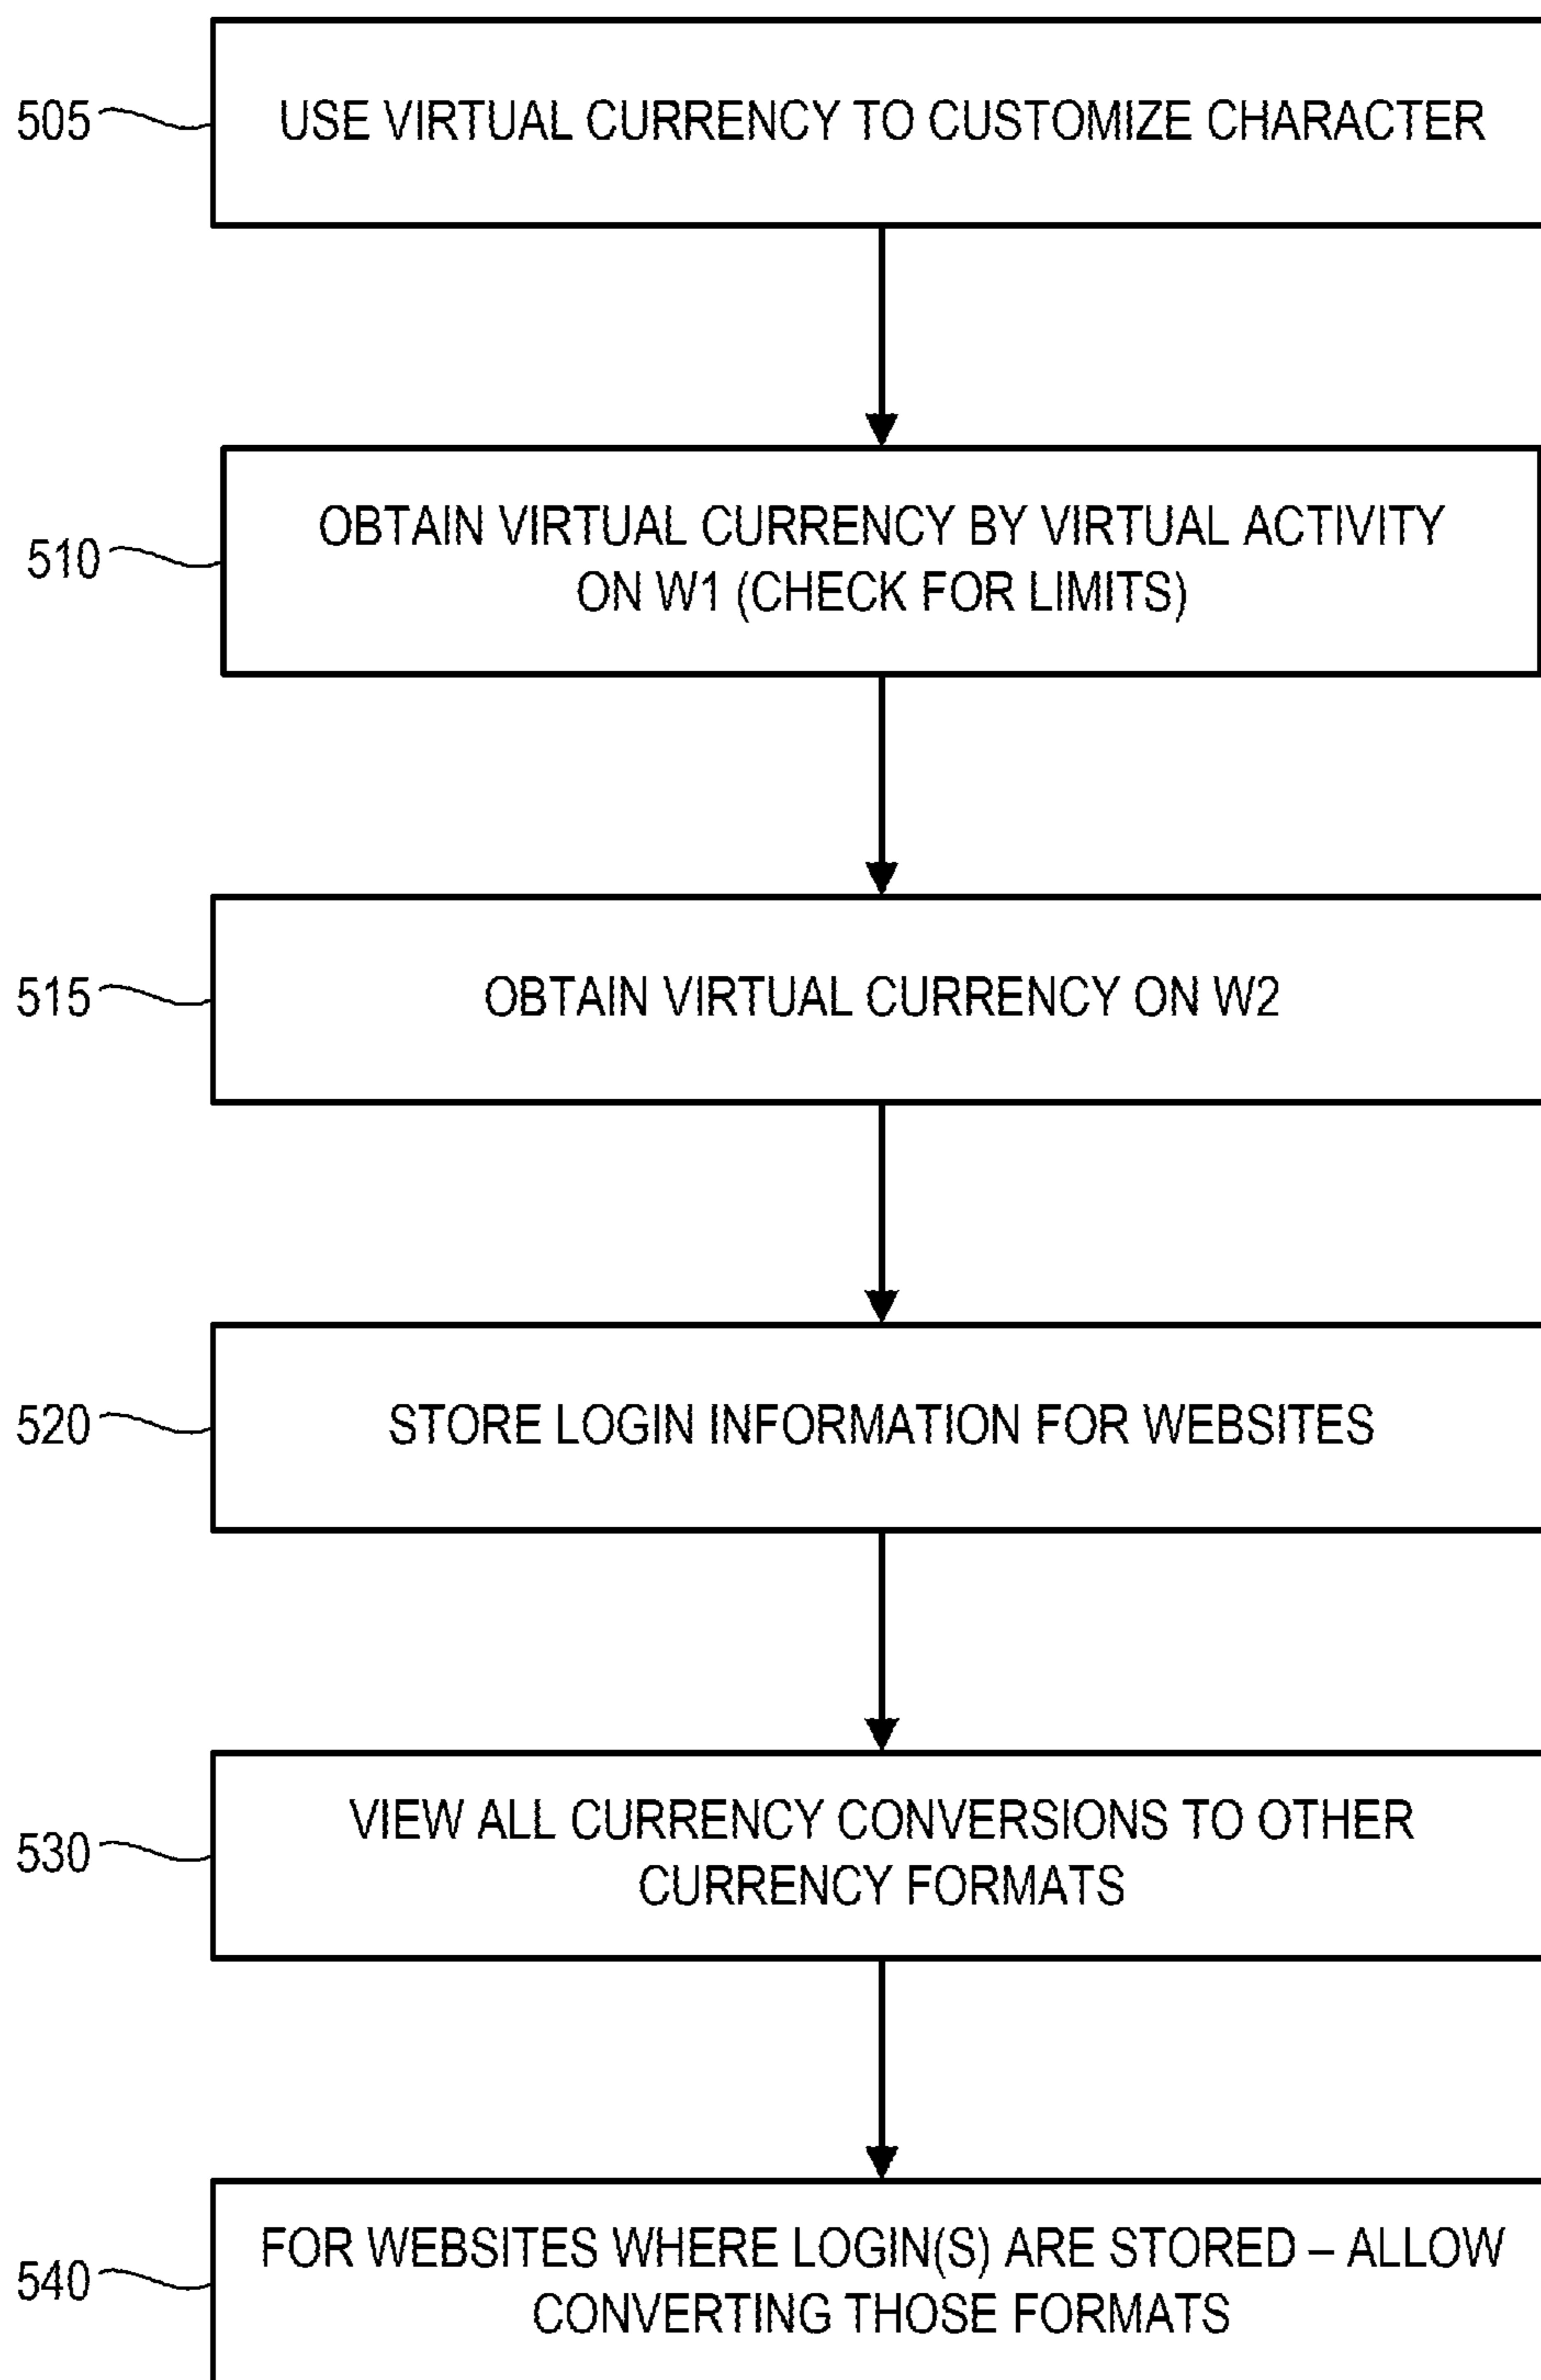 505
USE VIRTUAL CURRENCY TO CUSTOMIZE CHARACTER
510
OBTAIN VIRTUAL CURRENCY BY VIRTUAL ACTIVITY
ON W1 (CHECK FOR LIMITS)
515
OBTAIN VIRTUAL CURRENCY ON W2
520
STORE LOGIN INFORMATION FOR WEBSITES
530
VIEW ALL CURRENCY CONVERSIONS TO OTHER
CURRENCY FORMATS
540
FOR WEBSITES WHERE LOGIN(S) ARE STORED – ALLOW
CONVERTING THOSE FORMATS